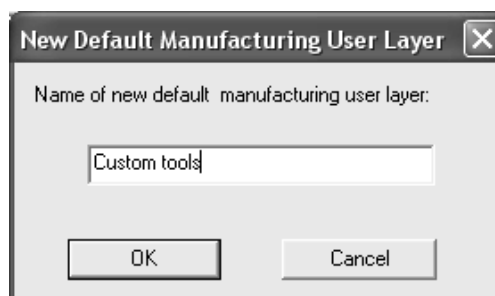 New Default Manufacturing User Layer
Name of new default manufacturing user layer:
Custom tools
OK Cancel